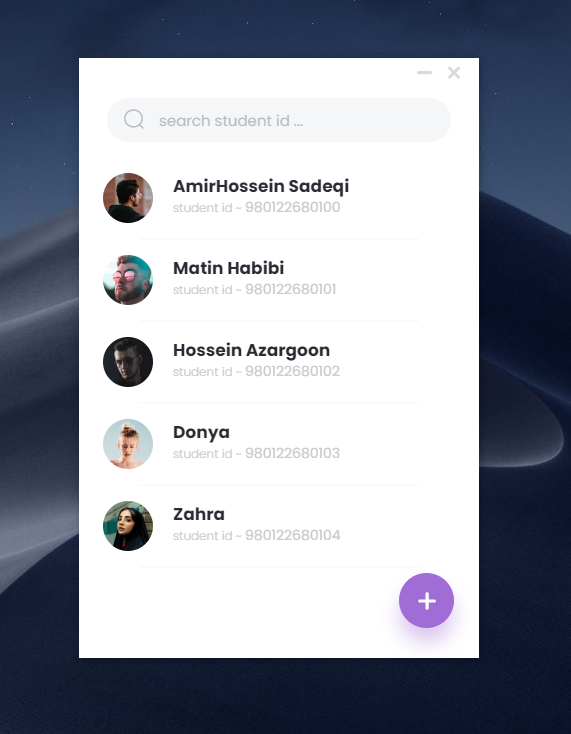 search student id ...
AmirHossein Sadeqi
student id - 980122680100
Matin Habibi
student id - 980122680101
Hossein Azargoon
student id - 980122680102
Donya
student id - 980122680103
Zahra
student id - 980122680104